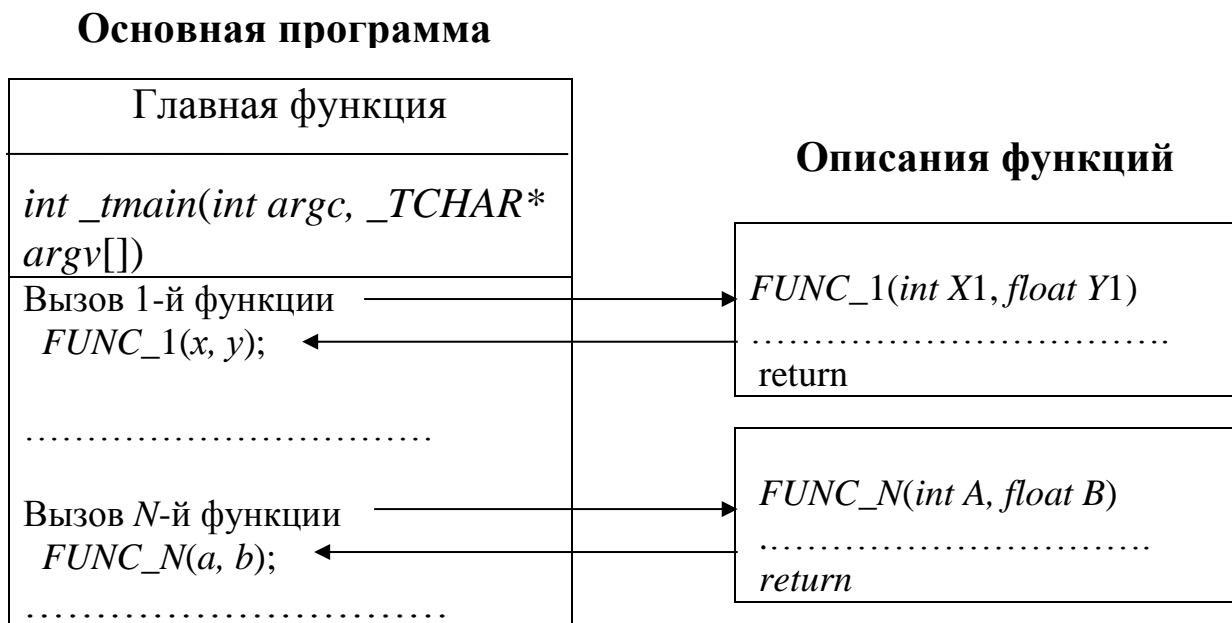 Основная программа
Главная функция
int _tmain(int argc, _TCHAR*
argv[])
Вызов 1-й функции
FUNC_1(x, y);
……………………………
Вызов N-й функции
FUNC_N(a, b);
……………………………
Описания функций
FUNC_1(int X1, float Y1)
…………………………….
return
FUNC_N(int A, float B)
.………………………….
return